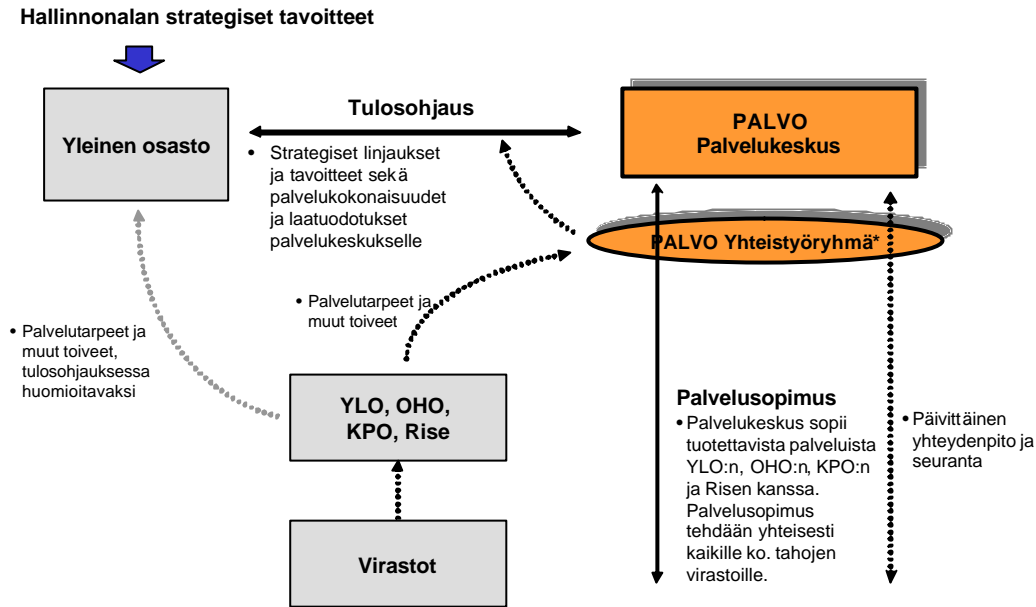 Hallinnonalan strategiset tavoitteet
Yleinen osasto
Tulosohjaus
• Strategiset linjaukset
ja tavoitteet sekä
palvelukokonaisuudet
ja laatuodotukset
palvelukeskukselle
PALVO
Palvelukeskus
PALVO Yhteistyöryhmä*
• Palvelutarpeet ja
muut toiveet
• Palvelutarpeet ja
muut toiveet,
tulosohjauksessa
huomioitavaksi
YLO, OHO,
KPO, Rise
Virastot
Palvelusopimus
• Palvelukeskus sopii
tuotettavista palveluista
YLO:n, OHO:n, KPO:n
ja Risen kanssa.
Palvelusopimus
tehdään yhteisesti
kaikille ko. tahojen
virastoille.
• Päivittäinen
yhteydenpito ja
seuranta